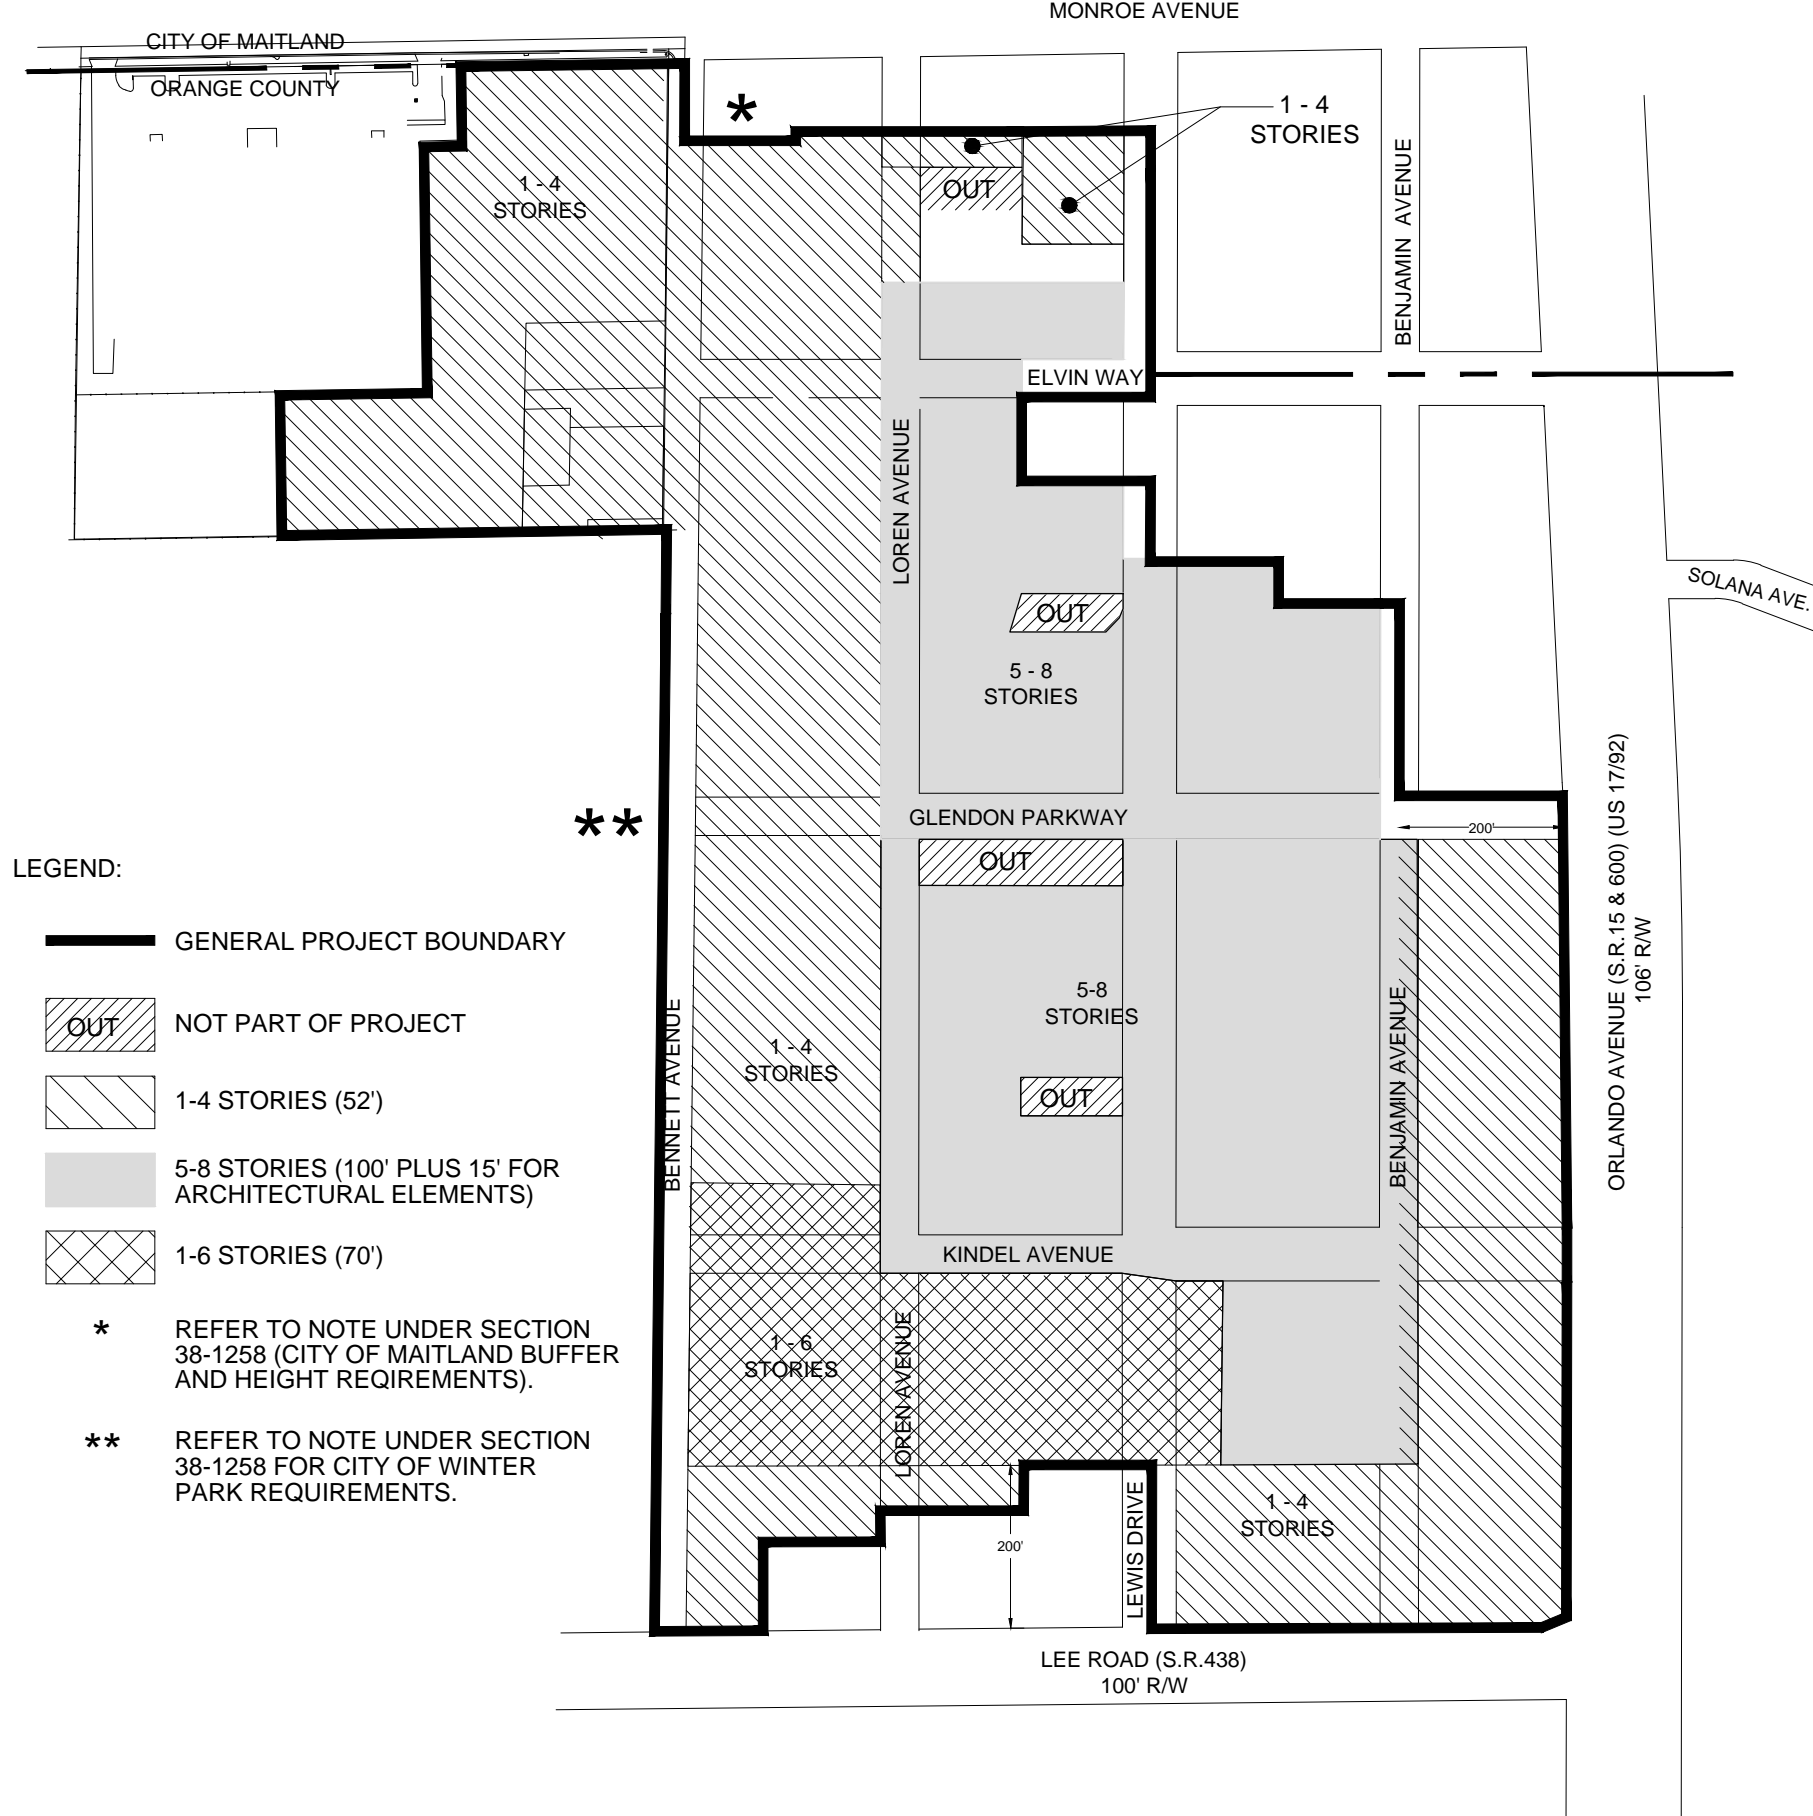 MONROE AVENUE
CITY OF MAITLAND
ORANGE COUNTY
*
1 - 4
STORIES
1 - 4
STORIES
OUT
BENJAMIN AVENUE
ELVIN WAY
LOREN AVENUE
SOLANA AVE.
OUT
5 - 8
STORIES
**
GLENDON PARKWAY
200'
OUT
ORLANDO AVENUE (S.R.15 & 600) (US 17/92)
106' R/W
LEGEND:
GENERAL PROJECT BOUNDARY
OUT
NOT PART OF PROJECT
1-4 STORIES (52')
5-8 STORIES (100' PLUS 15' FOR
ARCHITECTURAL ELEMENTS)
1-6 STORIES (70')
*
REFER TO NOTE UNDER SECTION
38-1258 (CITY OF MAITLAND BUFFER
AND HEIGHT REQIREMENTS).
**
REFER TO NOTE UNDER SECTION
38-1258 FOR CITY OF WINTER
PARK REQUIREMENTS.
BENNETT AVENUE
1 - 4
STORIES
5-8
STORIES
BENJAMIN AVENUE
OUT
KINDEL AVENUE
1 - 6
STORIES
LOREN AVENUE
200'
LEWIS DRIVE
1 - 4
STORIES
LEE ROAD (S.R.438)
100' R/W